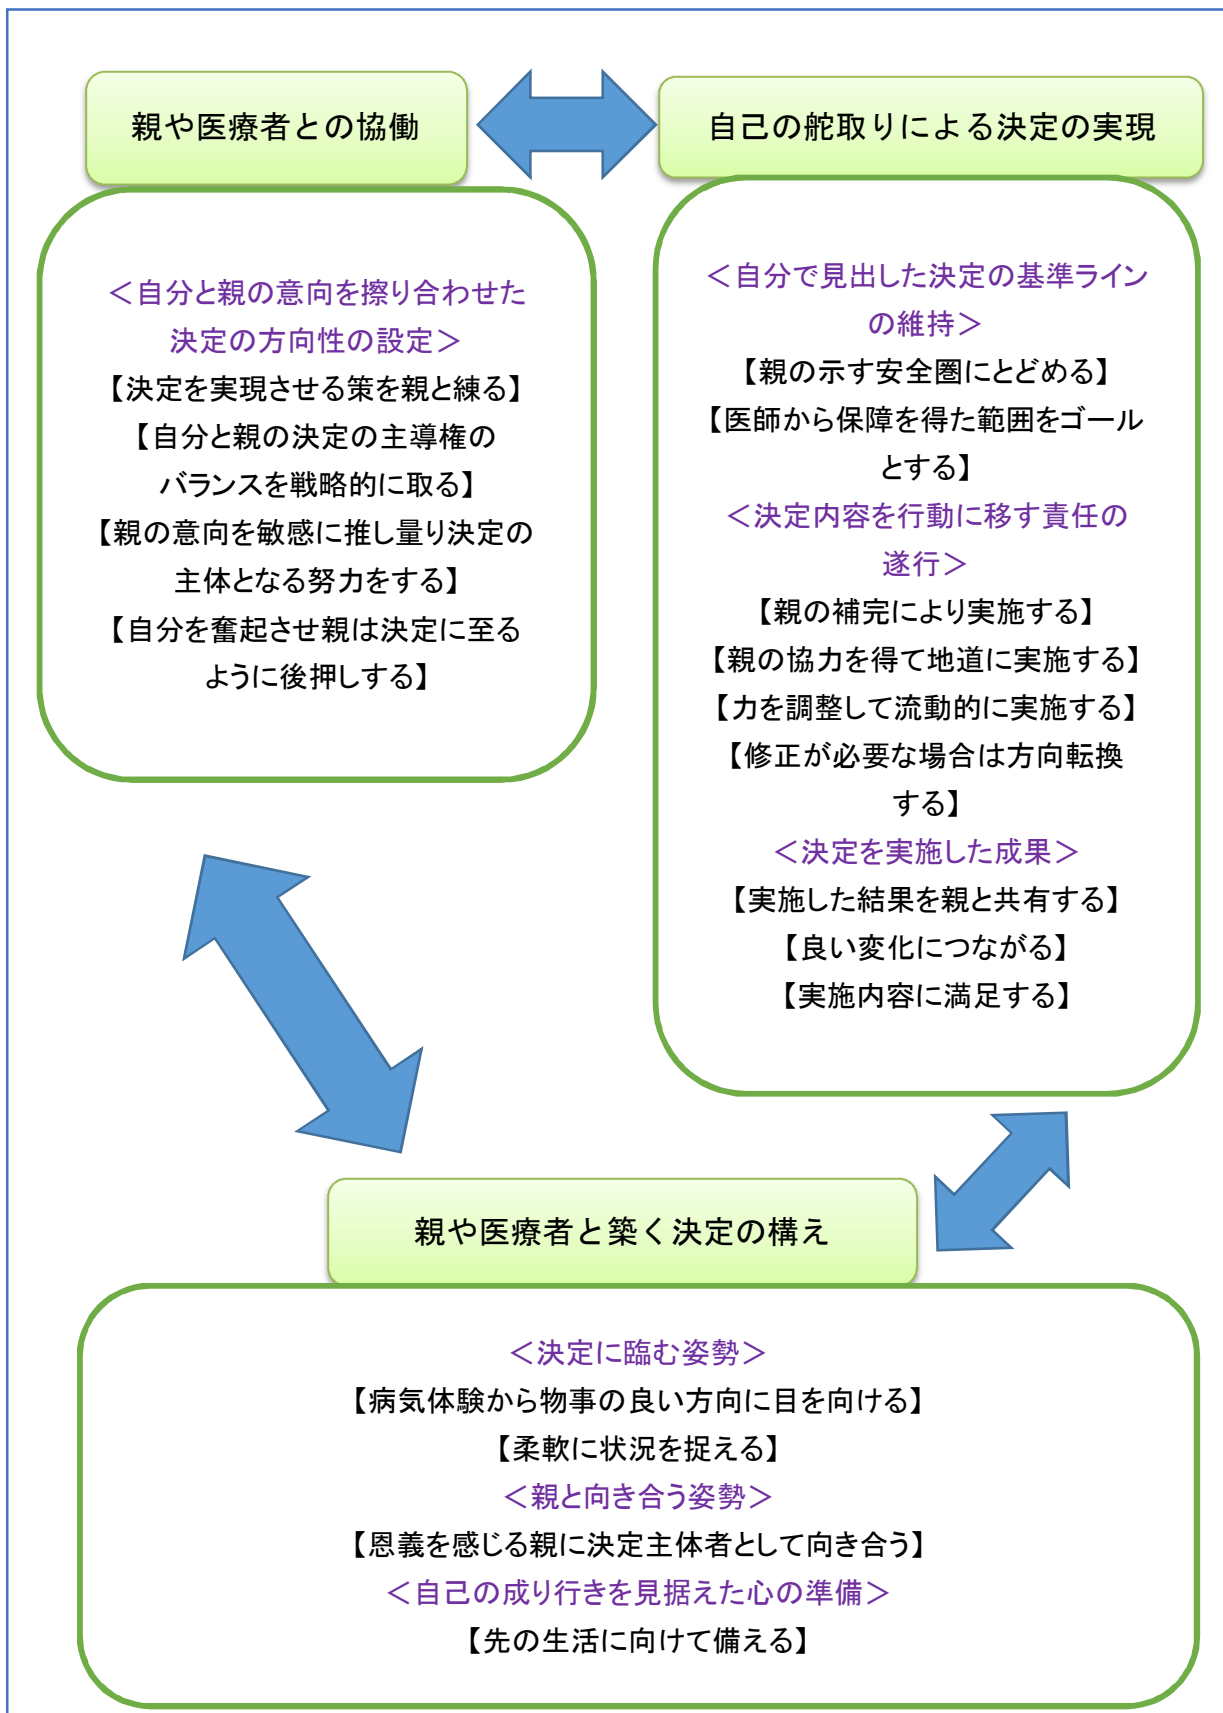 親や医療者との協働
＜自分と親の意向を擦り合わせた
決定の方向性の設定＞
【決定を実現させる策を親と練る】
【自分と親の決定の主導権の
バランスを戦略的に取る】
【親の意向を敏感に推し量り決定の
主体となる努力をする】
【自分を奮起させ親は決定に至る
ように後押しする】
自己の舵取りによる決定の実現
＜自分で見出した決定の基準ライン
の維持＞
【親の示す安全圏にとどめる】
【医師から保障を得た範囲をゴール
とする】
＜決定内容を行動に移す責任の
遂行＞
【親の補完により実施する】
【親の協力を得て地道に実施する】
【力を調整して流動的に実施する】
【修正が必要な場合は方向転換
する】
＜決定を実施した成果＞
【実施した結果を親と共有する】
【良い変化につながる】
【実施内容に満足する】
親や医療者と築く決定の構え
＜決定に臨む姿勢＞
【病気体験から物事の良い方向に目を向ける】
【柔軟に状況を捉える】
＜親と向き合う姿勢＞
【恩義を感じる親に決定主体者として向き合う】
＜自己の成り行きを見据えた心の準備＞
【先の生活に向けて備える】